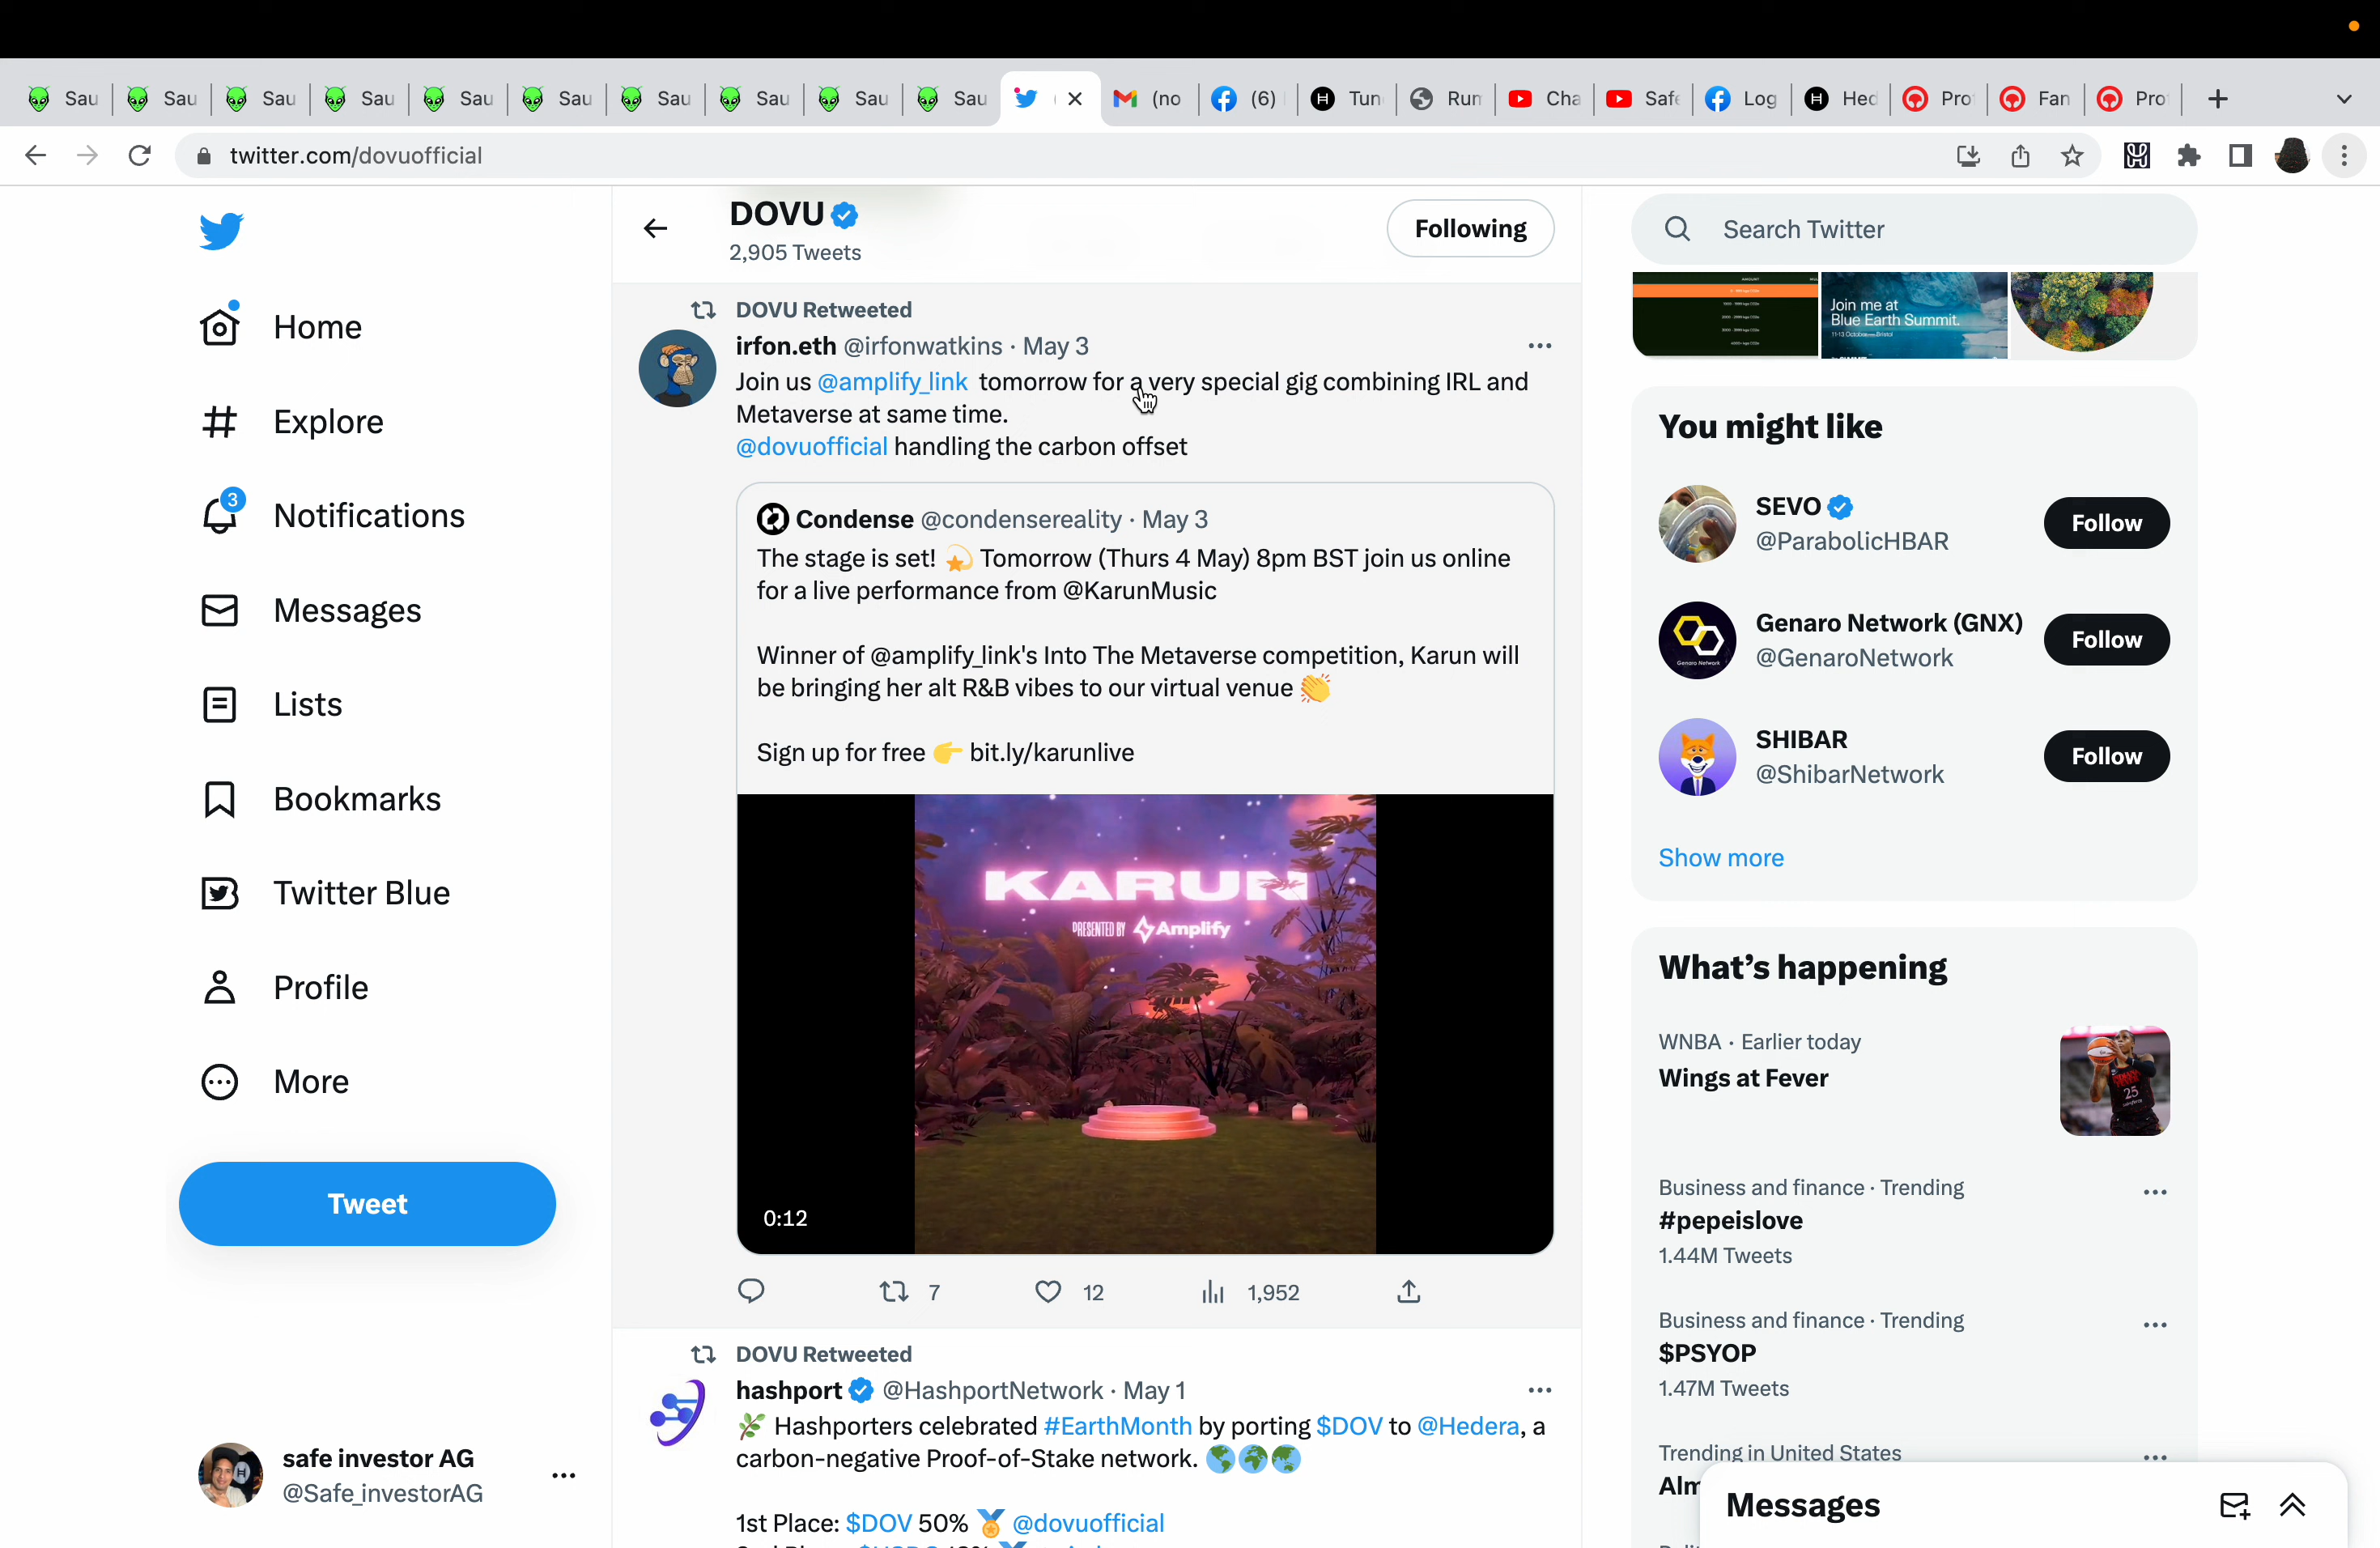 Sau Sau Sau Sau Sau Sau Sau Sau Sau Sau (no (6) Tun Run Cha Safe Log Hed Pro Fan Pro
twitter.com/dovuofficial
Home
Explore
3
Notifications
Messages
Lists
Bookmarks
Twitter Blue
Profile
More
Tweet
safe investor AG
@Safe_investorAG
DOVU
2,905 Tweets
Following
DOVU Retweeted
irfon.eth @irfonwatkins · May 3
Join us @amplify_link tomorrow for a very special gig combining IRL and
Metaverse at same time.
@dovuofficial handling the carbon offset
Condense @condensereality · May 3
The stage is set! 💫 Tomorrow (Thurs 4 May) 8pm BST join us online
for a live performance from @KarunMusic
Winner of @amplify_link's Into The Metaverse competition, Karun will
be bringing her alt R&B vibes to our virtual venue 👏
Sign up for free 👉 bit.ly/karunlive
KARUN
PRESENTED BY Amplify
0:12
7 12 1,952
DOVU Retweeted
hashport @HashportNetwork · May 1
🌿 Hashporters celebrated #EarthMonth by porting $DOV to @Hedera, a
carbon-negative Proof-of-Stake network. 🌎🌍🌏
1st Place: $DOV 50% 🥇 @dovuofficial
Search Twitter
Join me at
Blue Earth Summit.
You might like
SEVO
@ParabolicHBAR
Follow
Genaro Network (GNX)
@GenaroNetwork
Follow
SHIBAR
@ShibarNetwork
Follow
Show more
What's happening
WNBA · Earlier today
Wings at Fever
25
Business and finance · Trending
#pepeislove
1.44M Tweets
Business and finance · Trending
$PSYOP
1.47M Tweets
Trending in United States
Messages